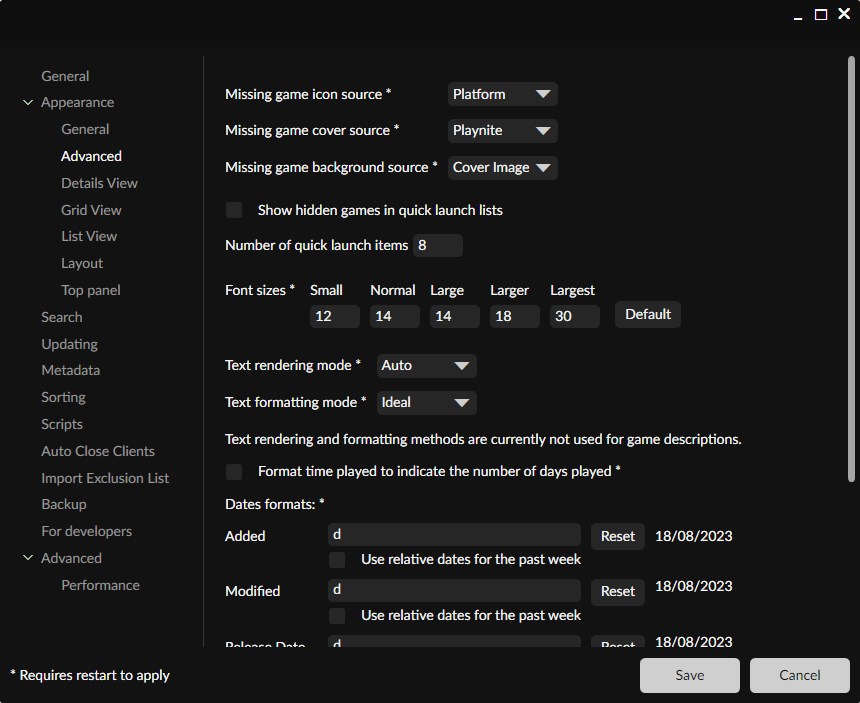 General
Appearance
General
Advanced
Details View
Grid View
List View
Layout
Top panel
Search
Updating
Metadata
Sorting
Scripts
Auto Close Clients
Import Exclusion List
Backup
For developers
Advanced
Performance
Missing game icon source * Platform
Missing game cover source * Playnite
Missing game background source * Cover Image
Show hidden games in quick launch lists
Number of quick launch items 8
Font sizes * Small Normal Large Larger Largest
12 14 14 18 30 Default
Text rendering mode * Auto
Text formatting mode * Ideal
Text rendering and formatting methods are currently not used for game descriptions.
Format time played to indicate the number of days played *
Dates formats: *
Added d Reset 18/08/2023
Use relative dates for the past week
Modified d Reset 18/08/2023
Use relative dates for the past week
Release Date d Reset 18/08/2023
* Requires restart to apply
Save Cancel